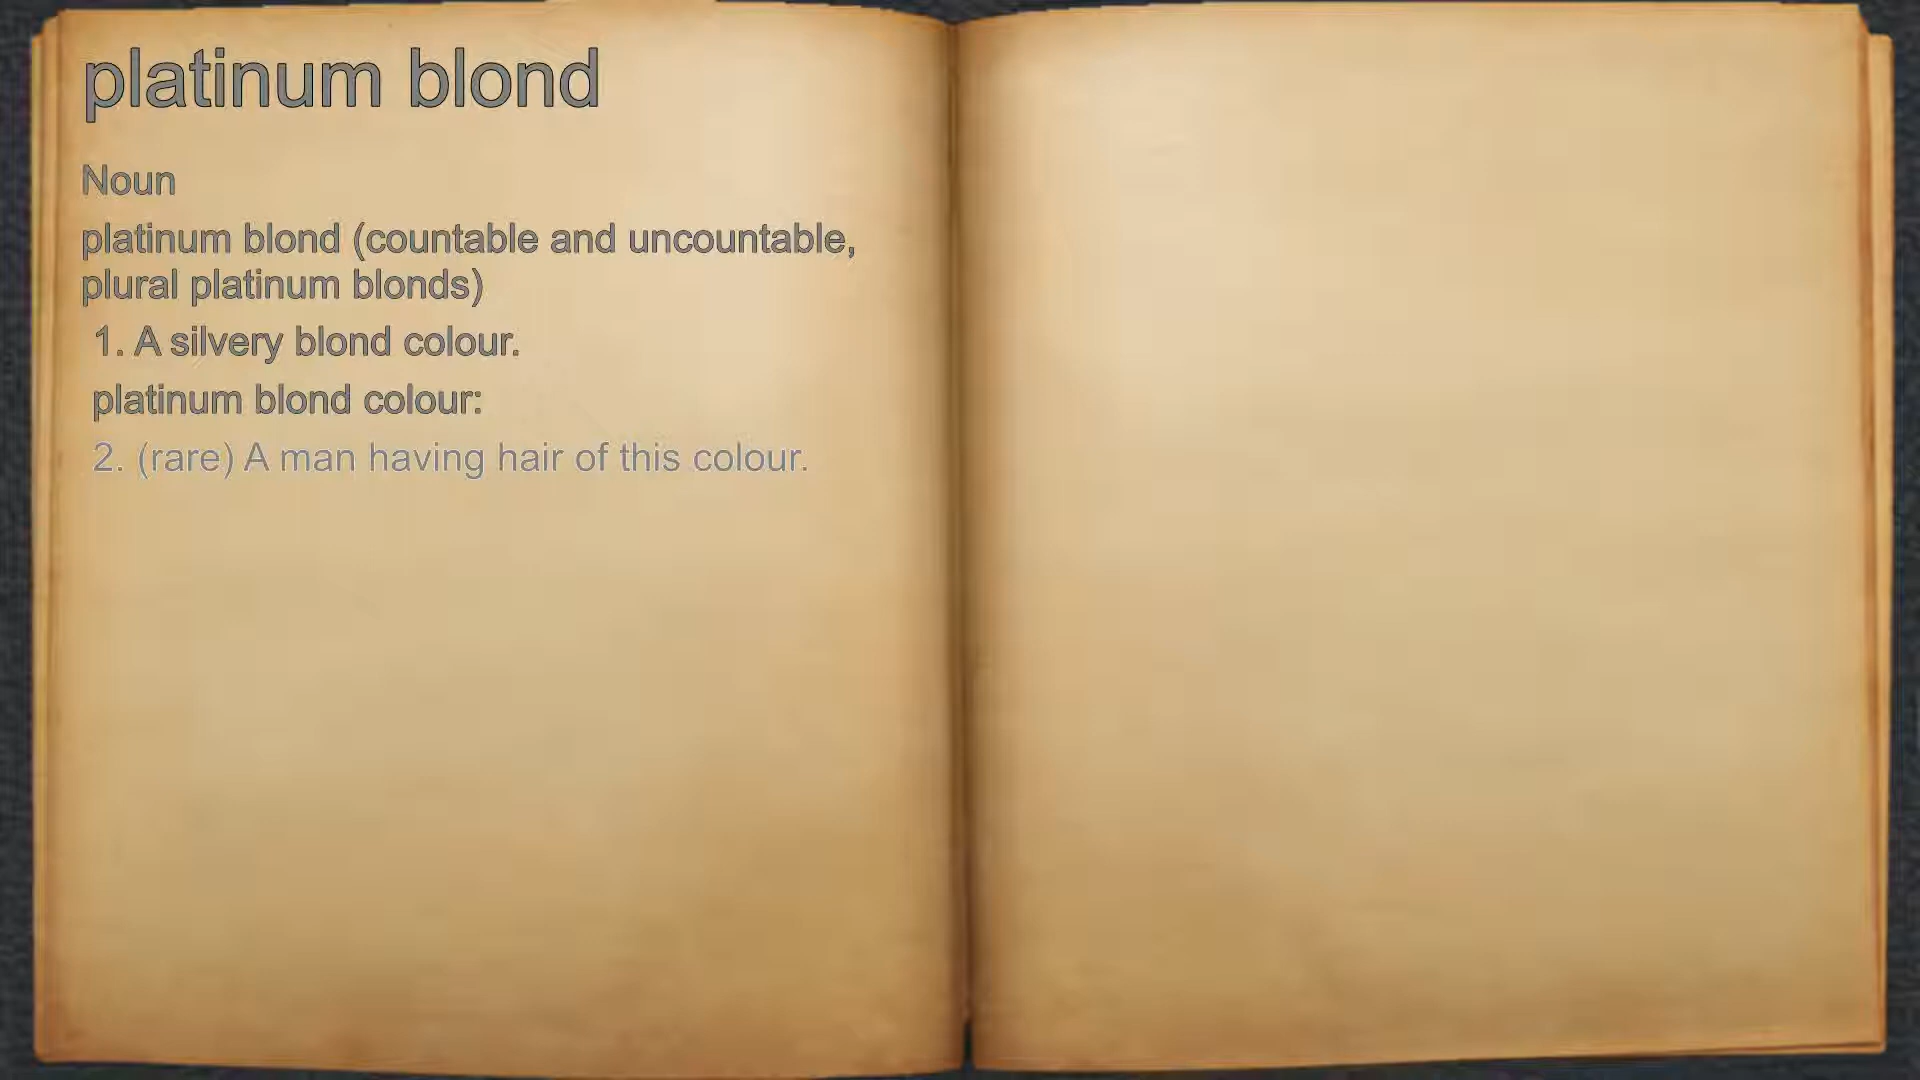 platinum blond
Noun
platinum blond (countable and uncountable,
plural platinum blonds)
1. A silvery blond colour.
platinum blond colour:
2. (rare) A man having hair of this colour.